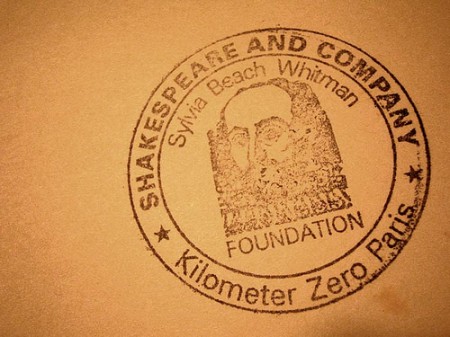 SHAKESPEARE AND COMPANY
Sylvia Beach Whitman
FOUNDATION
Kilometer Zero Paris